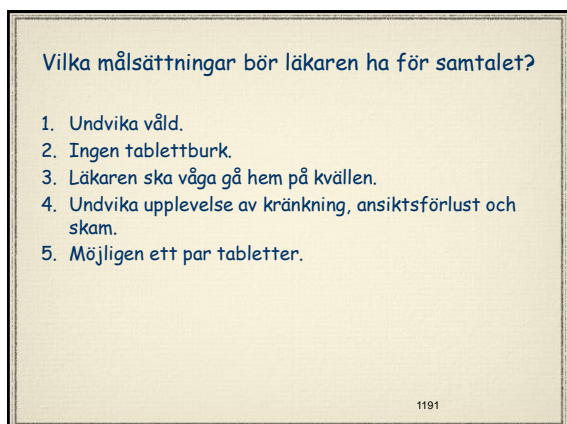 Vilka målsättningar bör läkaren ha för samtalet?
1. Undvika våld.
2. Ingen tablettburk.
3. Läkaren ska våga gå hem på kvällen.
4. Undvika upplevelse av kränkning, ansiktsförlust och
skam.
5. Möjligen ett par tabletter.
1191